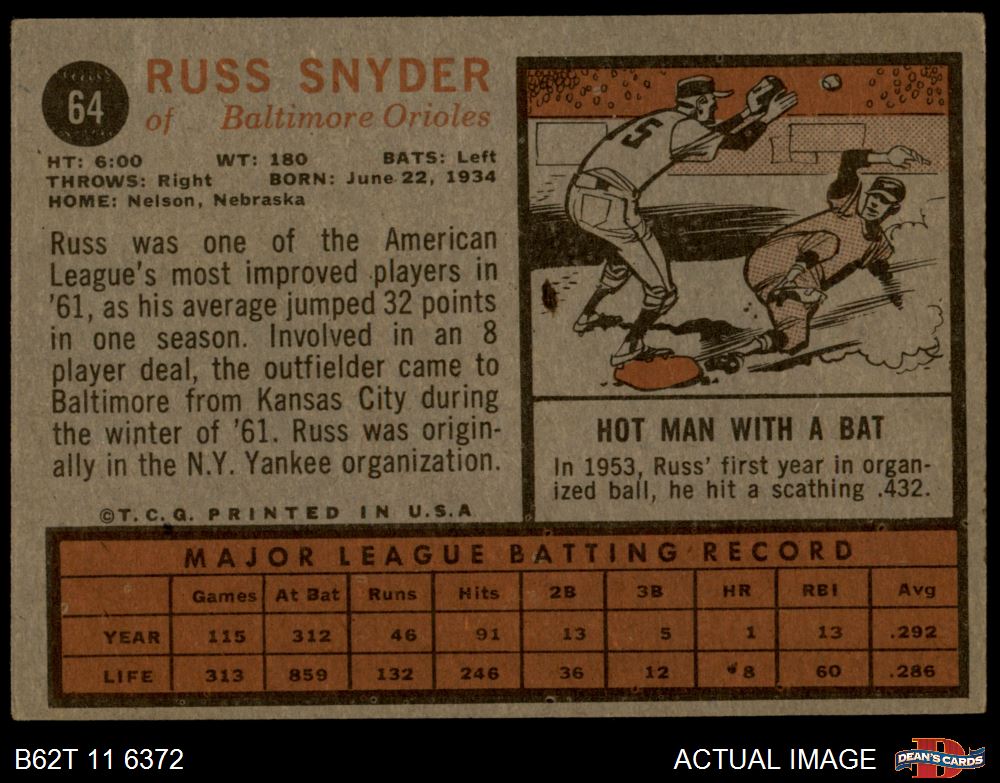 64
RUSS SNYDER
of Baltimore Orioles
HT: 6:00 WT: 180 BATS: Left
THROWS: Right BORN: June 22, 1934
HOME: Nelson, Nebraska
Russ was one of the American
League's most improved players in
'61, as his average jumped 32 points
in one season. Involved in an 8
player deal, the outfielder came to
Baltimore from Kansas City during
the winter of '61. Russ was origin-
ally in the N.Y. Yankee organization.
©T. C. G. PRINTED IN U.S.A
5
HOT MAN WITH A BAT
In 1953, Russ' first year in organ-
ized ball, he hit a scathing .432.
MAJOR LEAGUE BATTING RECORD
Games At Bat Runs Hits 2B 3B HR RBI Avg
YEAR 115 312 46 91 13 5 1 13 .292
LIFE 313 859 132 246 36 12 8 60 .286
B62T 11 6372
ACTUAL IMAGE
D
DEAN'S CARDS